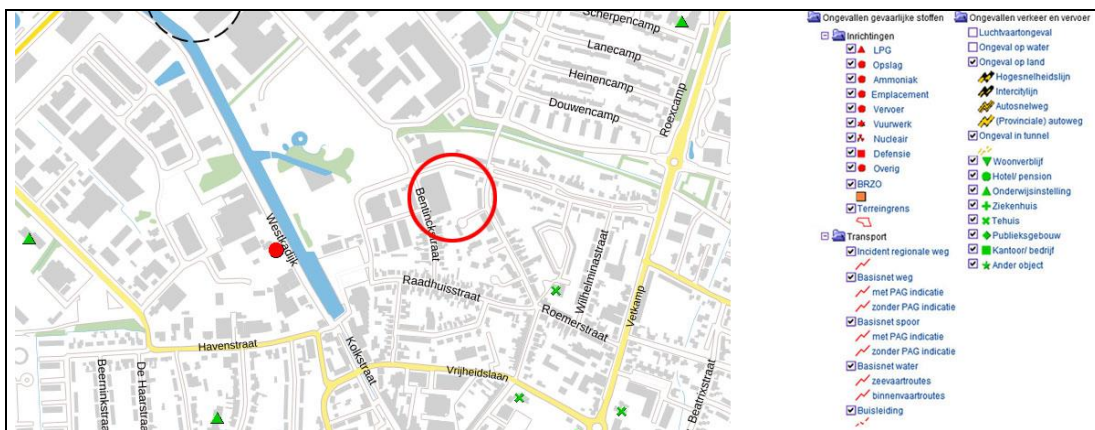 Scherpencamp
Lanecamp
Heinencamp
Douwencamp
Roexcamp
Bentinckstraat
Westkadijk
Wilhelminastraat
Raadhuisstraat
Roemerstraat
Vetkamp
Havenstraat
Kolkstraat
Vrijheidslaan
Beerninkstraat
De Haarstraat
Beatrixstraat
Ongevallen gevaarlijke stoffen
Inrichtingen
LPG
Opslag
Ammoniak
Emplacement
Vervoer
Vuurwerk
Nucleair
Defensie
Overig
BRZO
Terreingrens
Transport
Incident regionale weg
Basisnet weg
met PAG indicatie
zonder PAG indicatie
Basisnet spoor
met PAG indicatie
zonder PAG indicatie
Basisnet water
zeevaartroutes
binnenvaartroutes
Buisleiding
Ongevallen verkeer en vervoer
Luchtvaartongeval
Ongeval op water
Ongeval op land
Hogesnelheidslijn
Intercitylijn
Autosnelweg
(Provinciale) autoweg
Ongeval in tunnel
Woonverblijf
Hotel/ pension
Onderwijsinstelling
Ziekenhuis
Tehuis
Publieksgebouw
Kantoor/ bedrijf
Ander object